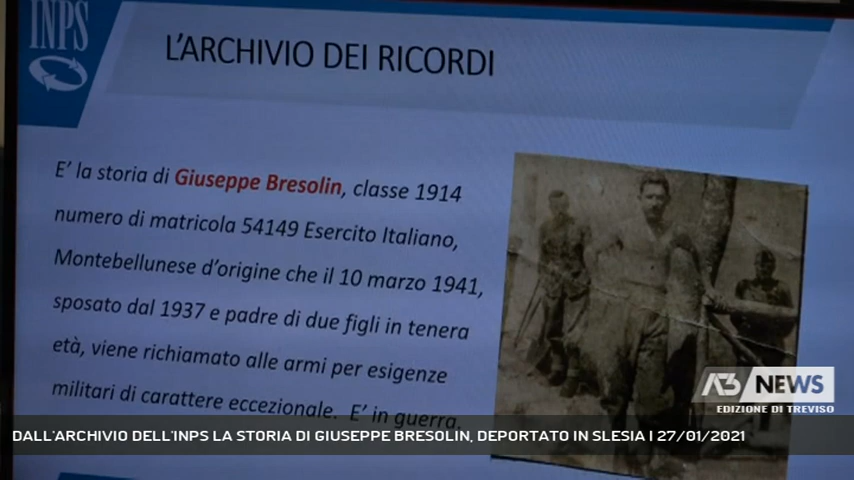 INPS
L'ARCHIVIO DEI RICORDI
E' la storia di Giuseppe Bresolin, classe 1914
numero di matricola 54149 Esercito Italiano,
Montebellunese d'origine che il 10 marzo 1941,
sposato dal 1937 e padre di due figli in tenera
età, viene richiamato alle armi per esigenze
militari di carattere eccezionale. E' in guerra.
A3 NEWS
EDIZIONE DI TREVISO
DALL'ARCHIVIO DELL'INPS LA STORIA DI GIUSEPPE BRESOLIN, DEPORTATO IN SLESIA | 27/01/2021